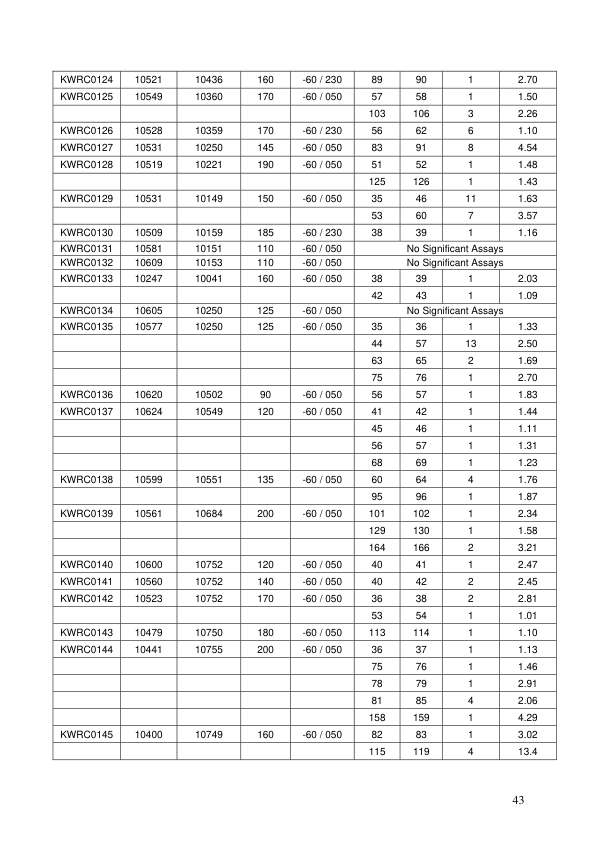 KWRC0124 10521 10436 160 -60 / 230 89 90 1 2.70
KWRC0125 10549 10360 170 -60 / 050 57 58 1 1.50
103 106 3 2.26
KWRC0126 10528 10359 170 -60 / 230 56 62 6 1.10
KWRC0127 10531 10250 145 -60 / 050 83 91 8 4.54
KWRC0128 10519 10221 190 -60 / 050 51 52 1 1.48
125 126 1 1.43
KWRC0129 10531 10149 150 -60 / 050 35 46 11 1.63
53 60 7 3.57
KWRC0130 10509 10159 185 -60 / 230 38 39 1 1.16
KWRC0131 10581 10151 110 -60 / 050 No Significant Assays
KWRC0132 10609 10153 110 -60 / 050 No Significant Assays
KWRC0133 10247 10041 160 -60 / 050 38 39 1 2.03
42 43 1 1.09
KWRC0134 10605 10250 125 -60 / 050 No Significant Assays
KWRC0135 10577 10250 125 -60 / 050 35 36 1 1.33
44 57 13 2.50
63 65 2 1.69
75 76 1 2.70
KWRC0136 10620 10502 90 -60 / 050 56 57 1 1.83
KWRC0137 10624 10549 120 -60 / 050 41 42 1 1.44
45 46 1 1.11
56 57 1 1.31
68 69 1 1.23
KWRC0138 10599 10551 135 -60 / 050 60 64 4 1.76
95 96 1 1.87
KWRC0139 10561 10684 200 -60 / 050 101 102 1 2.34
129 130 1 1.58
164 166 2 3.21
KWRC0140 10600 10752 120 -60 / 050 40 41 1 2.47
KWRC0141 10560 10752 140 -60 / 050 40 42 2 2.45
KWRC0142 10523 10752 170 -60 / 050 36 38 2 2.81
53 54 1 1.01
KWRC0143 10479 10750 180 -60 / 050 113 114 1 1.10
KWRC0144 10441 10755 200 -60 / 050 36 37 1 1.13
75 76 1 1.46
78 79 1 2.91
81 85 4 2.06
158 159 1 4.29
KWRC0145 10400 10749 160 -60 / 050 82 83 1 3.02
115 119 4 13.4
43